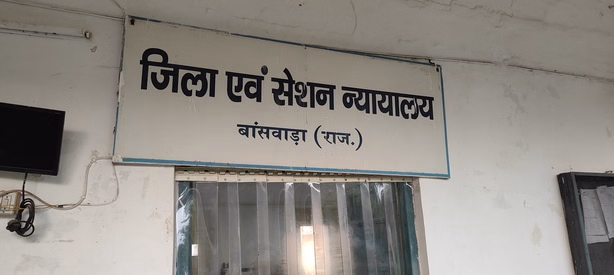 जिला एवं सेशन न्यायालय
बांसवाड़ा (राज.)